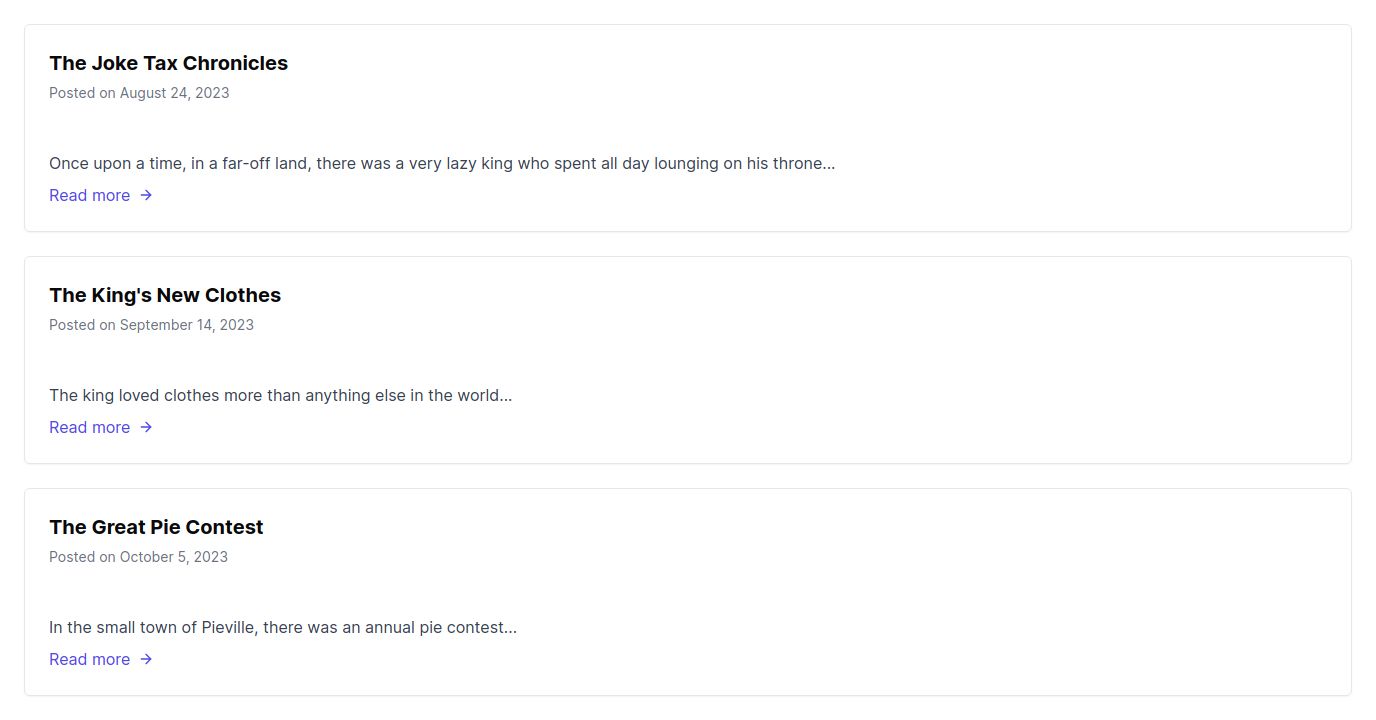 The Joke Tax Chronicles
Posted on August 24, 2023
Once upon a time, in a far-off land, there was a very lazy king who spent all day lounging on his throne...
Read more →
The King's New Clothes
Posted on September 14, 2023
The king loved clothes more than anything else in the world...
Read more →
The Great Pie Contest
Posted on October 5, 2023
In the small town of Pieville, there was an annual pie contest...
Read more →